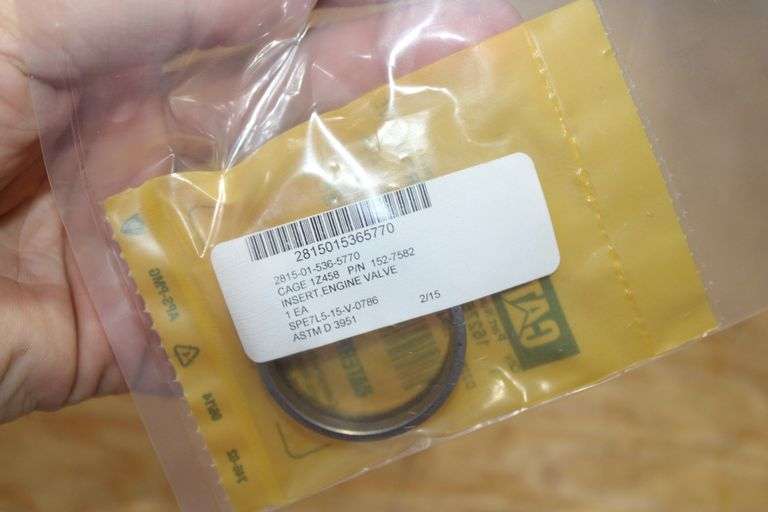 2815015365770
2815-01-536-5770
CAGE 1Z458 P/N 152-7582
INSERT,ENGINE VALVE
1 EA
SPE7L5-15-V-0786 2/15
ASTM D 3951
CAT